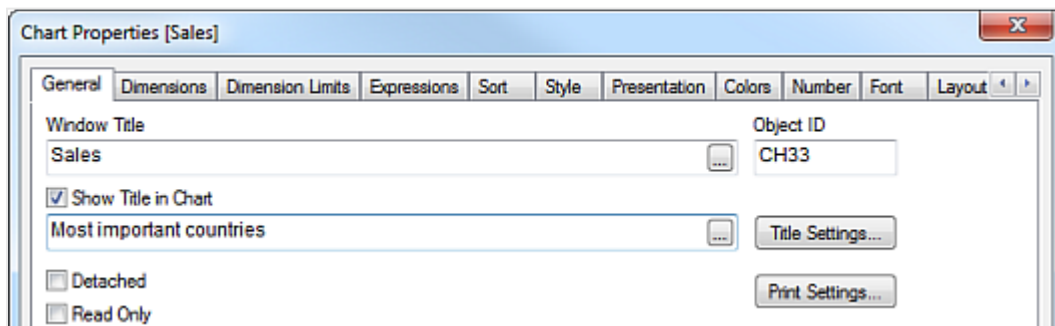 Chart Properties [Sales]
General Dimensions Dimension Limits Expressions Sort Style Presentation Colors Number Font Layout
Window Title Object ID
Sales ... CH33
Show Title in Chart
Most important countries ... Title Settings...
Detached
Print Settings...
Read Only